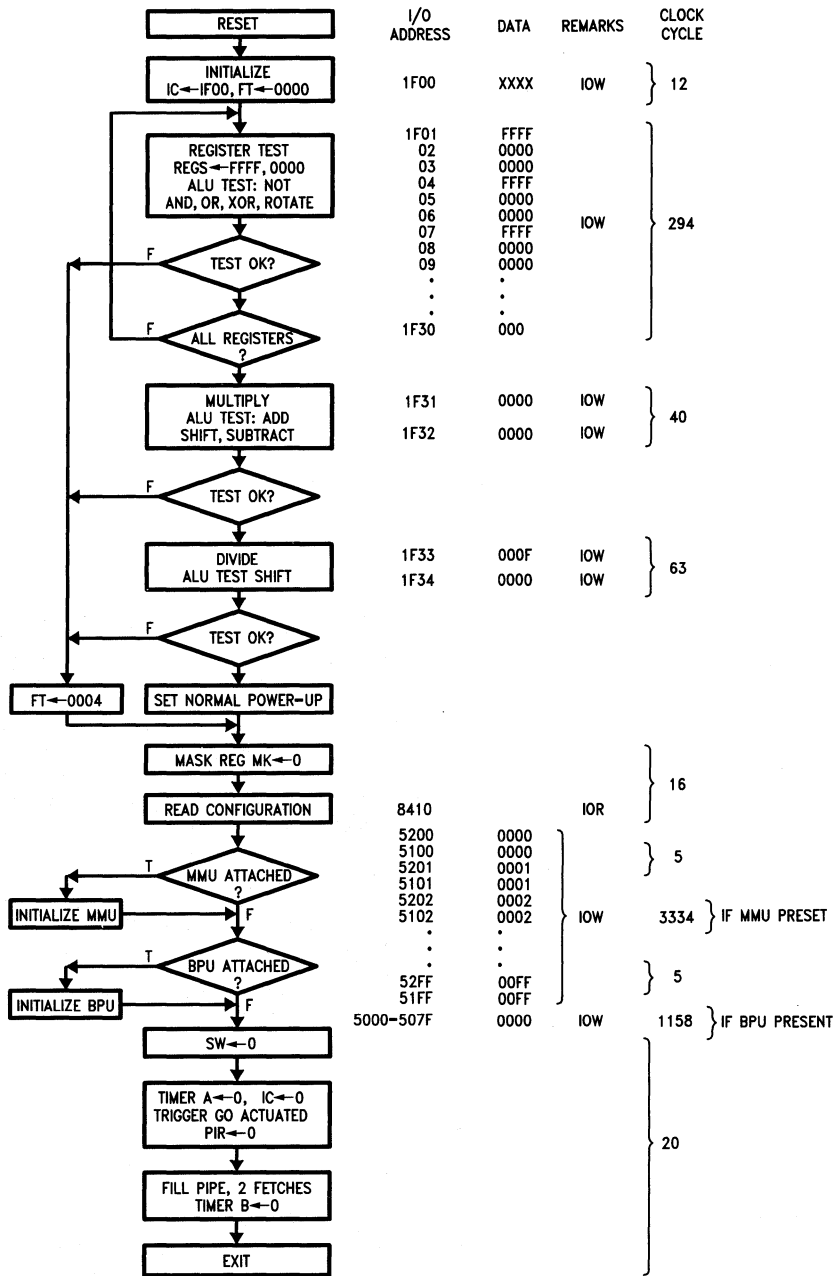 RESET
I/O ADDRESS DATA REMARKS CLOCK CYCLE
INITIALIZE
IC←IF00, FT←0000
1F00 XXXX IOW } 12
REGISTER TEST
REGS←FFFF, 0000
ALU TEST: NOT
AND, OR, XOR, ROTATE
1F01 FFFF
02 0000
03 0000
04 FFFF
05 0000
06 0000
07 FFFF IOW } 294
08 0000
09 0000
. .
. .
. .
1F30 000
F TEST OK?
F ALL REGISTERS
?
MULTIPLY
ALU TEST: ADD
SHIFT, SUBTRACT
1F31 0000 IOW
1F32 0000 IOW } 40
F TEST OK?
DIVIDE
ALU TEST SHIFT
1F33 000F IOW
1F34 0000 IOW } 63
F TEST OK?
FT←0004 SET NORMAL POWER-UP
MASK REG MK←0
READ CONFIGURATION
8410 IOR } 16
T MMU ATTACHED
?
INITIALIZE MMU F
5200 0000
5100 0000 } 5
5201 0001
5101 0001
5202 0002
5102 0002 IOW 3334 } IF MMU PRESET
. .
. .
. .
T BPU ATTACHED
?
INITIALIZE BPU F
52FF 00FF } 5
51FF 00FF
5000-507F 0000 IOW 1158 } IF BPU PRESENT
SW←0
TIMER A←0, IC←0
TRIGGER GO ACTUATED
PIR←0
} 20
FILL PIPE, 2 FETCHES
TIMER B←0
EXIT